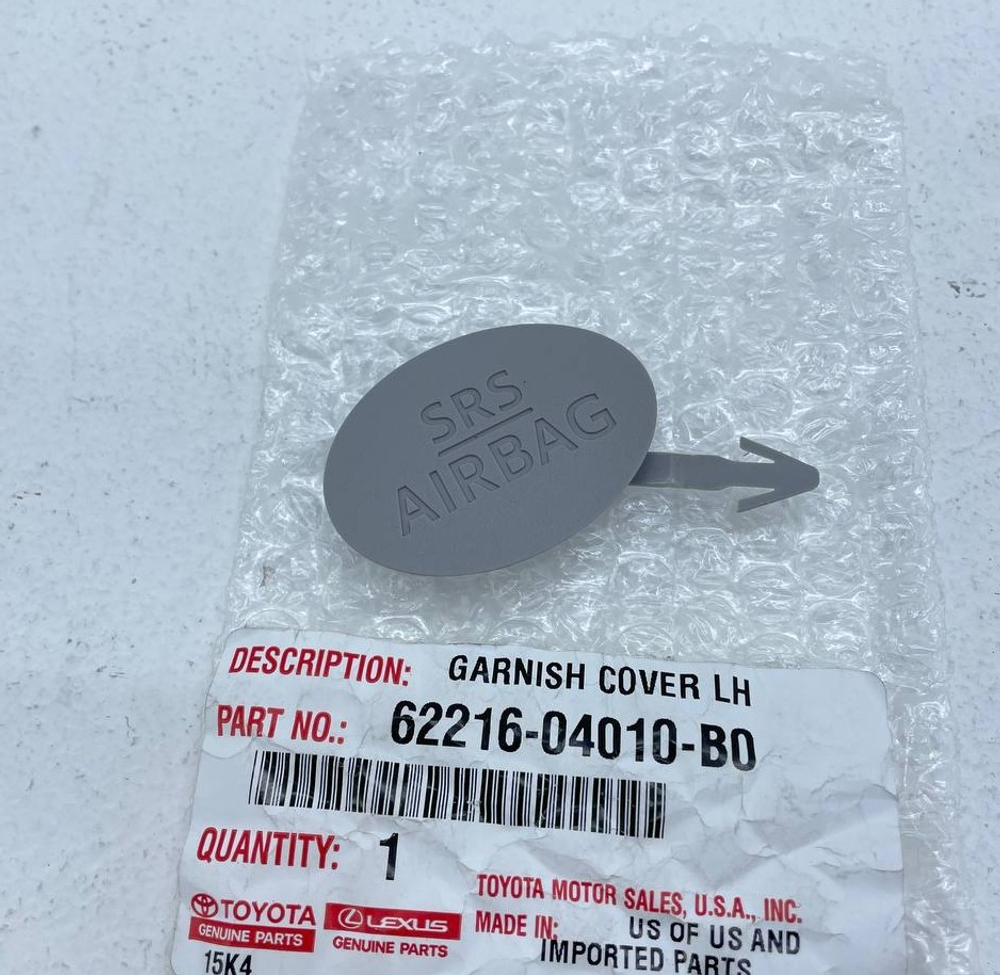 SRS
AIRBAG
DESCRIPTION: GARNISH COVER LH
PART NO.: 62216-04010-B0
QUANTITY: 1
TOYOTA MOTOR SALES, U.S.A., INC.
TOYOTA LEXUS
GENUINE PARTS GENUINE PARTS
MADE IN: US OF US AND
IMPORTED PARTS
15K4